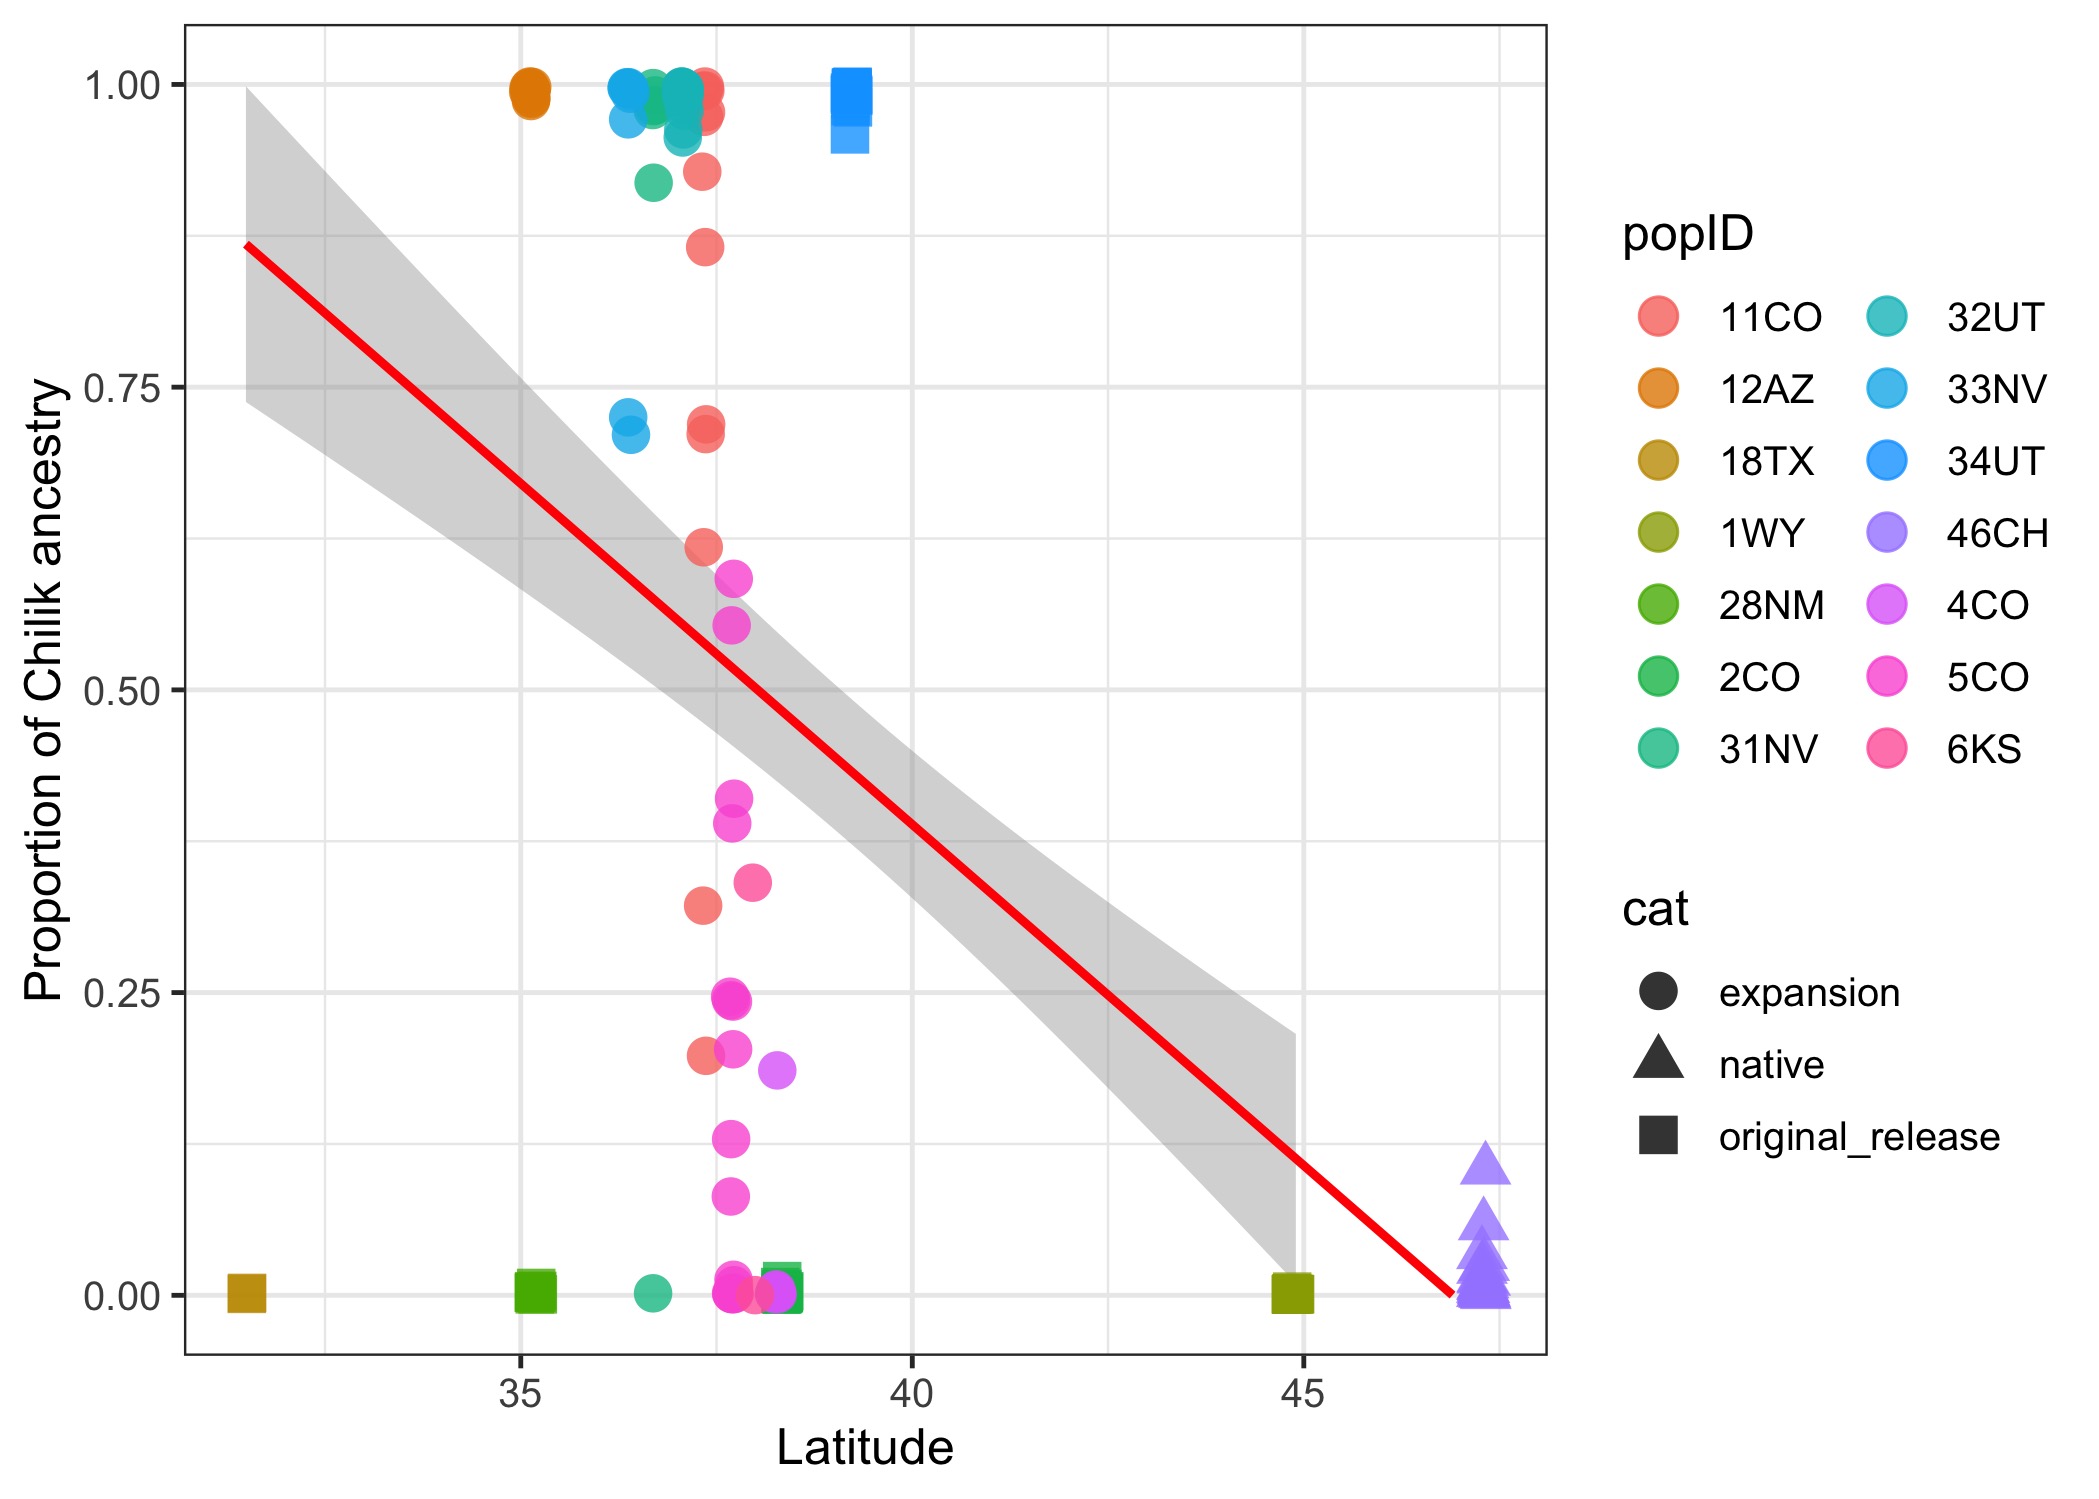 1.00
0.75
0.50
0.25
0.00
Proportion of Chilik ancestry
35 40 45
Latitude
popID
11CO 32UT
12AZ 33NV
18TX 34UT
1WY 46CH
28NM 4CO
2CO 5CO
31NV 6KS
cat
expansion
native
original_release